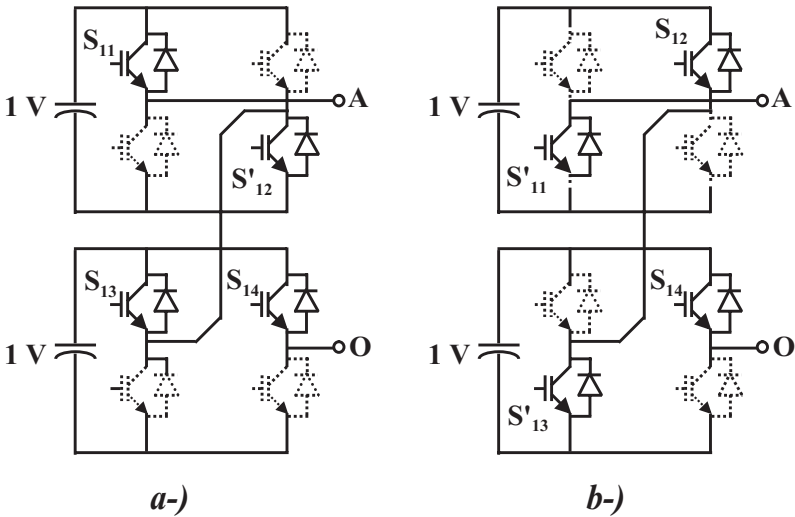 S11
1 V
A
S'12
S13
S14
1 V
O
a-)
S12
1 V
A
S'11
S14
1 V
O
S'13
b-)